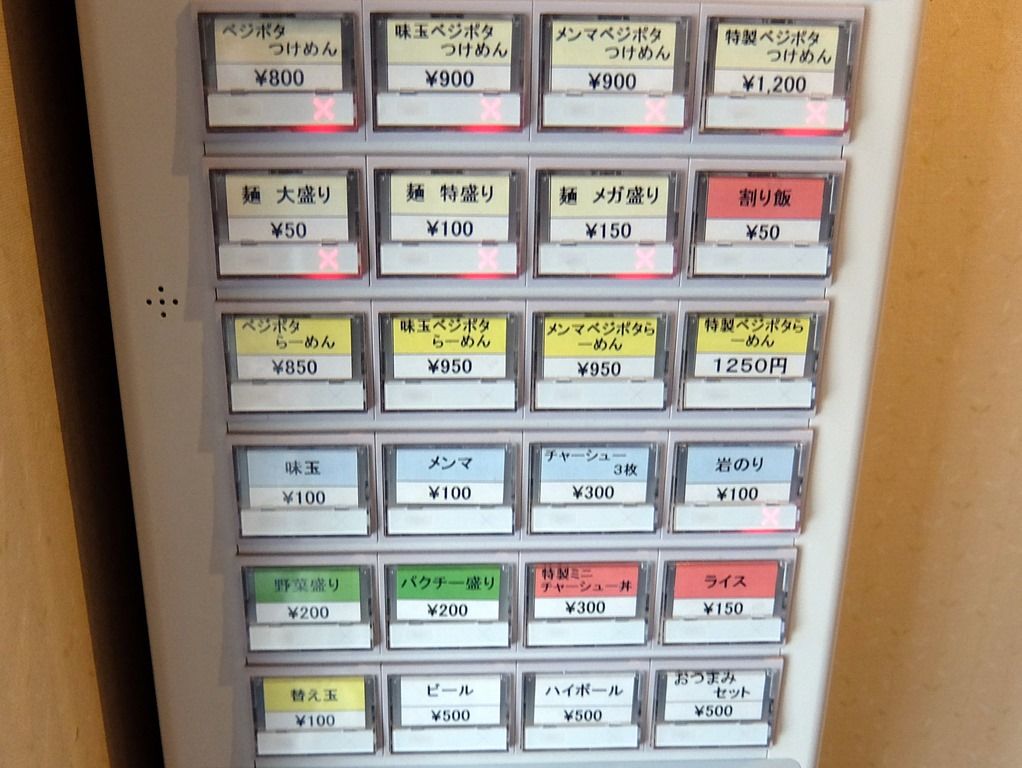 ベジポタ
つけめん
¥800
味玉ベジポタ
つけめん
¥900
メンマベジポタ
つけめん
¥900
特製ベジポタ
つけめん
¥1,200
麺 大盛り
¥50
麺 特盛り
¥100
麺 メガ盛り
¥150
割り飯
¥50
ベジポタ
らーめん
¥850
味玉ベジポタ
らーめん
¥950
メンマベジポタら
ーめん
¥950
特製ベジポタら
ーめん
1250円
味玉
¥100
メンマ
¥100
チャーシュー
3枚
¥300
岩のり
¥100
野菜盛り
¥200
パクチー盛り
¥200
特製ミニ
チャーシュー丼
¥300
ライス
¥150
替え玉
¥100
ビール
¥500
ハイボール
¥500
おつまみ
セット
¥500